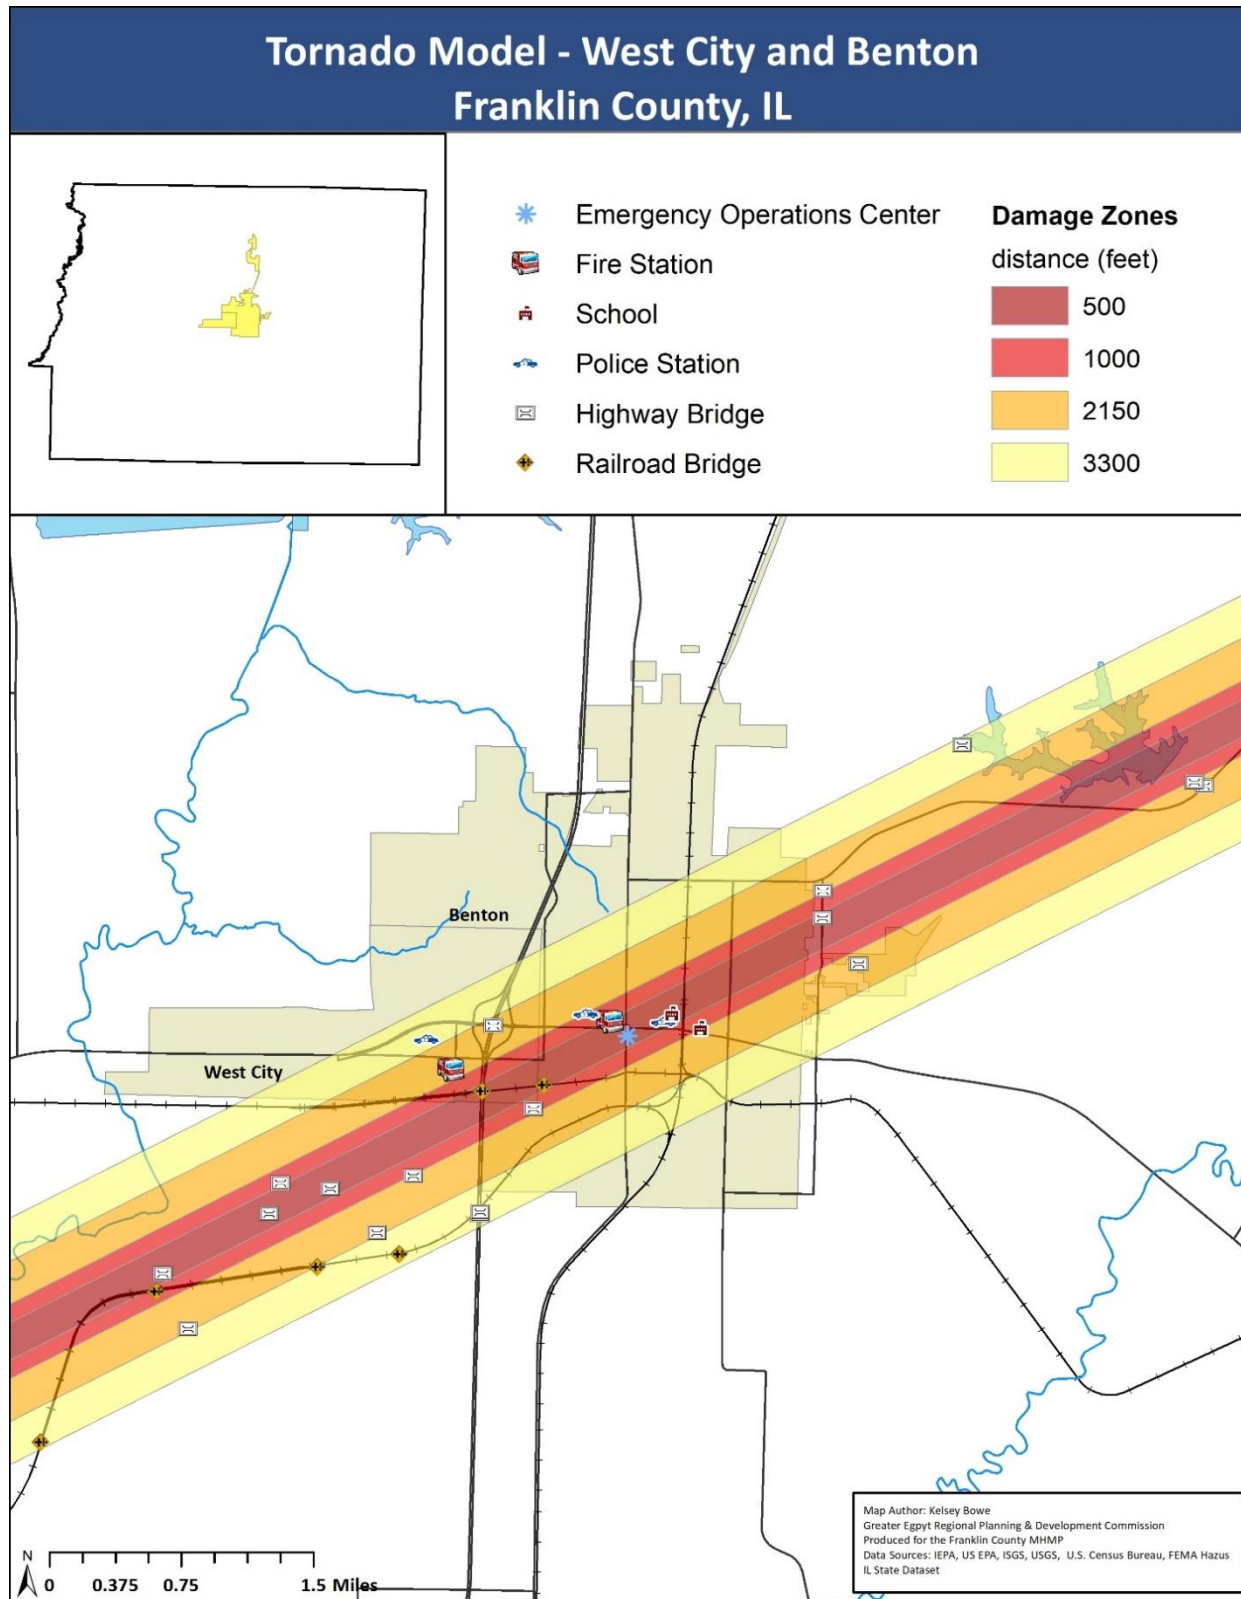 Tornado Model - West City and Benton
Franklin County, IL
Emergency Operations Center
Fire Station
School
Police Station
Highway Bridge
Railroad Bridge
Damage Zones
distance (feet)
500
1000
2150
3300
Benton
West City
N
0 0.375 0.75 1.5 Miles
Map Author: Kelsey Bowe
Greater Egpyt Regional Planning & Development Commission
Produced for the Franklin County MHMP
Data Sources: IEPA, US EPA, ISGS, USGS, U.S. Census Bureau, FEMA Hazus
IL State Dataset